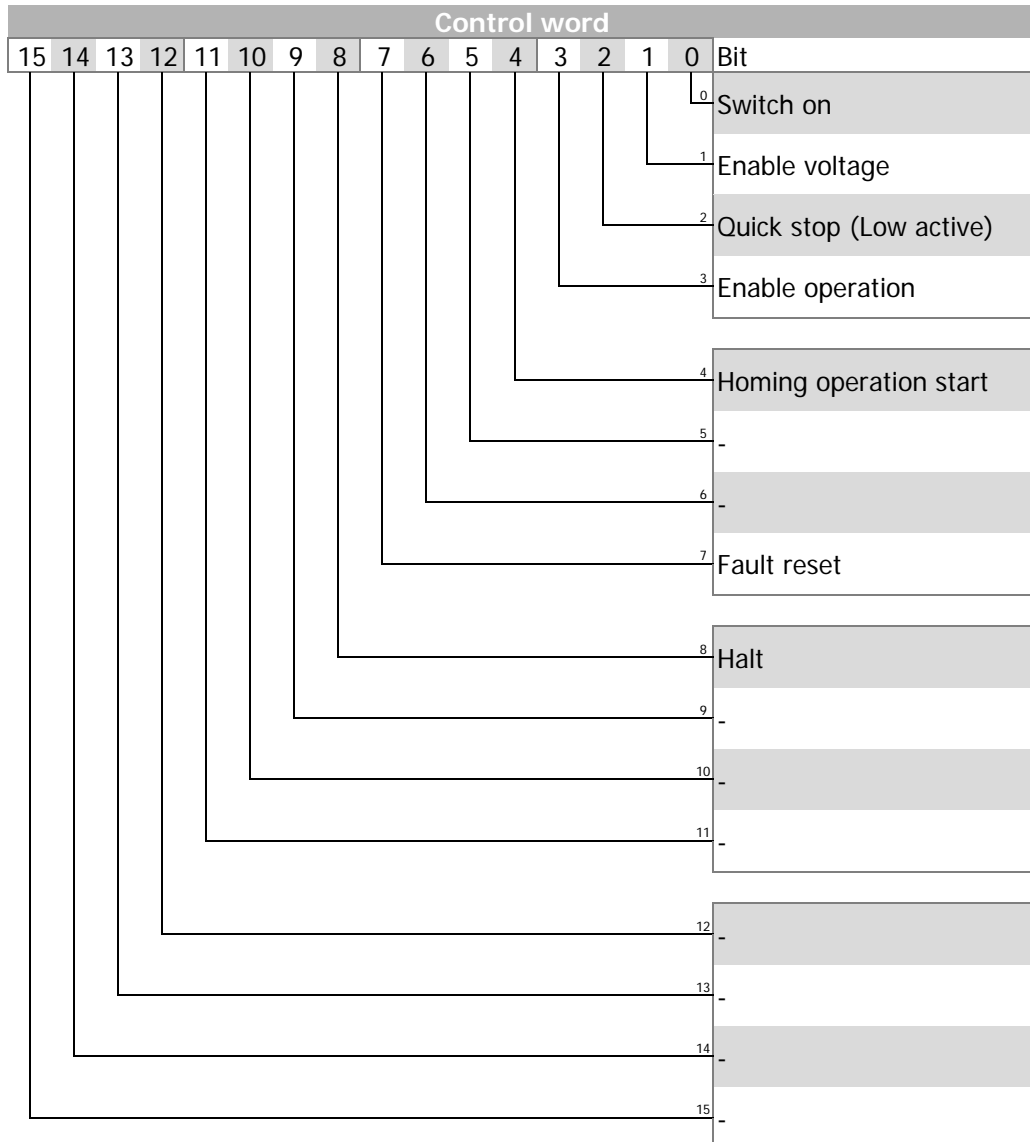 Control word
15 14 13 12 11 10 9 8 7 6 5 4 3 2 1 0 Bit
0 Switch on
1 Enable voltage
2 Quick stop (Low active)
3 Enable operation
4 Homing operation start
5 -
6 -
7 Fault reset
8 Halt
9 -
10 -
11 -
12 -
13 -
14 -
15 -